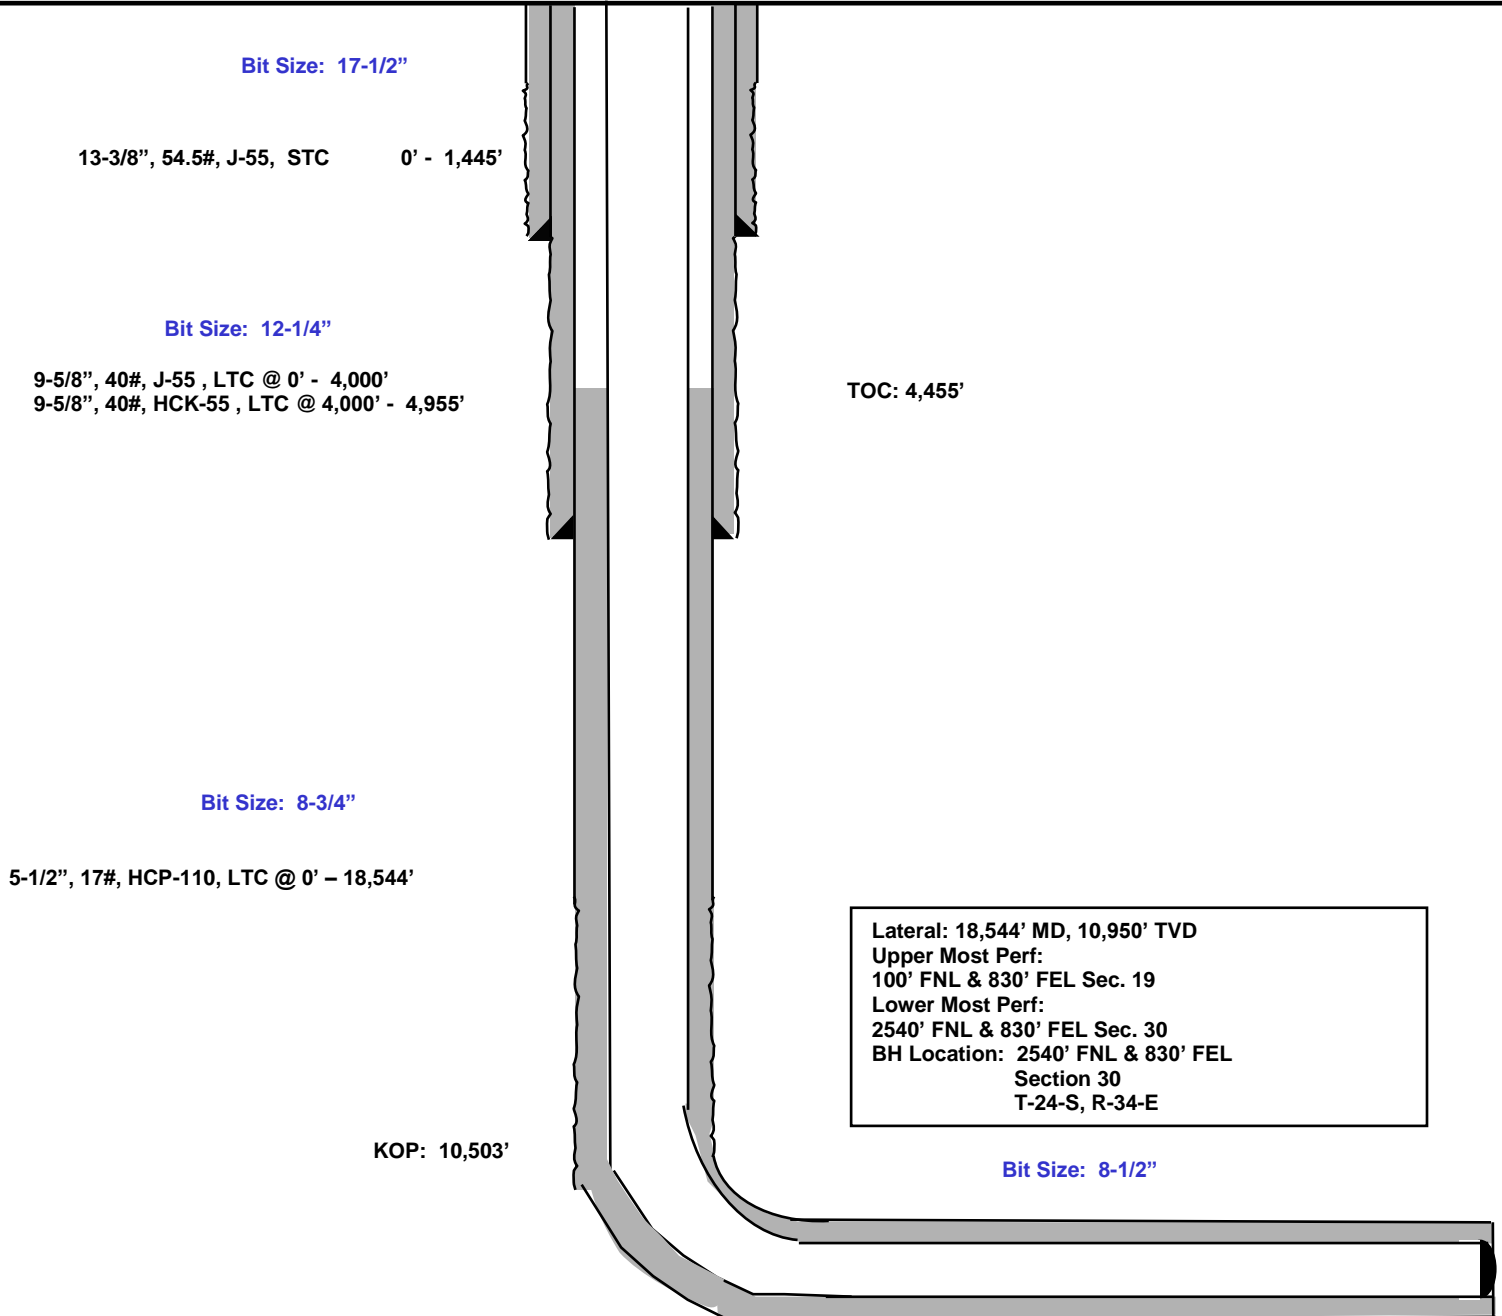 Bit Size: 17-1/2”
13-3/8”, 54.5#, J-55, STC 0’ - 1,445’
Bit Size: 12-1/4”
9-5/8”, 40#, J-55 , LTC @ 0’ - 4,000’
9-5/8”, 40#, HCK-55 , LTC @ 4,000’ - 4,955’
TOC: 4,455’
Bit Size: 8-3/4”
5-1/2”, 17#, HCP-110, LTC @ 0’ – 18,544’
Lateral: 18,544’ MD, 10,950’ TVD
Upper Most Perf:
100’ FNL & 830’ FEL Sec. 19
Lower Most Perf:
2540’ FNL & 830’ FEL Sec. 30
BH Location: 2540’ FNL & 830’ FEL
Section 30
T-24-S, R-34-E
KOP: 10,503’
Bit Size: 8-1/2”